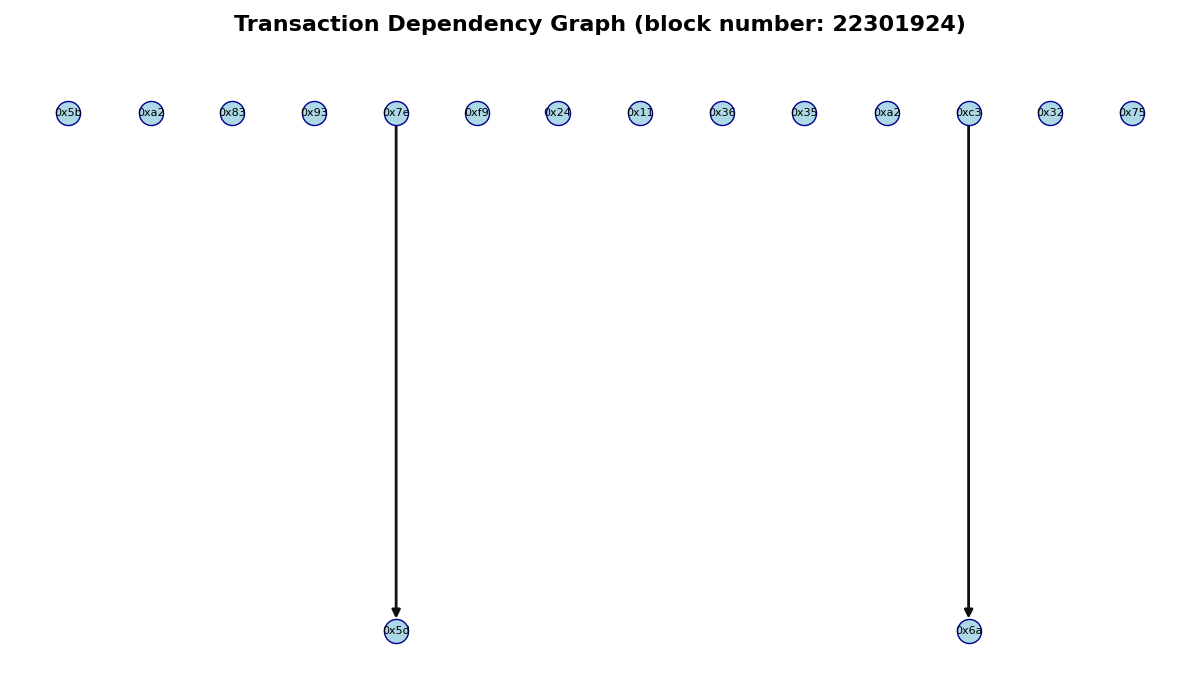 Transaction Dependency Graph (block number: 22301924)
0x5b 0xa2 0x83 0x93 0x7e 0xf9 0x24 0x11 0x36 0x35 0xa2 0xc3 0x32 0x75
0x5d 0x6a